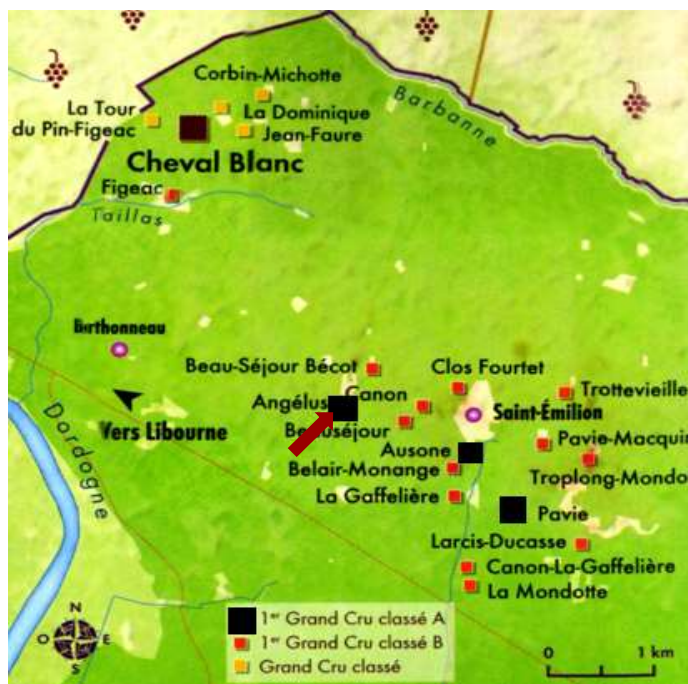 Corbin-Michotte
Barbanne
La Tour
du Pin-Figeac
La Dominique
Jean-Faure
Cheval Blanc
Figeac
Taillas
Berthonneau
Beau-Séjour Bécot
Clos Fourtet
Trottevieille
Angélus
Canon
Vers Libourne
Beauséjour
Saint-Émilion
Dordogne
Ausone
Pavie-Macquin
Belair-Monange
Troplong-Mondo
La Gaffelière
Pavie
Larcis-Ducasse
Canon-La-Gaffelière
La Mondotte
N
O E
S
1er Grand Cru classé A
1er Grand Cru classé B
Grand Cru classé
0 1 km